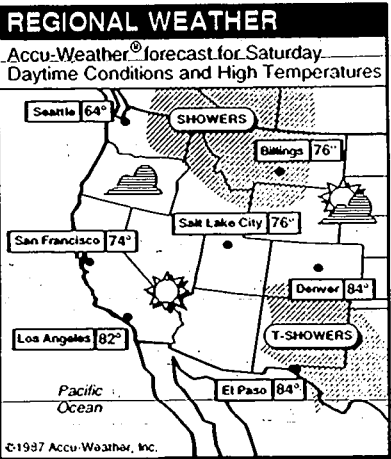 REGIONAL WEATHER
Accu-Weather® forecast for Saturday
Daytime Conditions and High Temperatures
Seattle 64°
SHOWERS
Billings 76°
Salt Lake City 76°
San Francisco 74°
Denver 84°
Los Angeles 82°
T-SHOWERS
El Paso 84°
Pacific
Ocean
©1987 Accu-Weather, Inc.